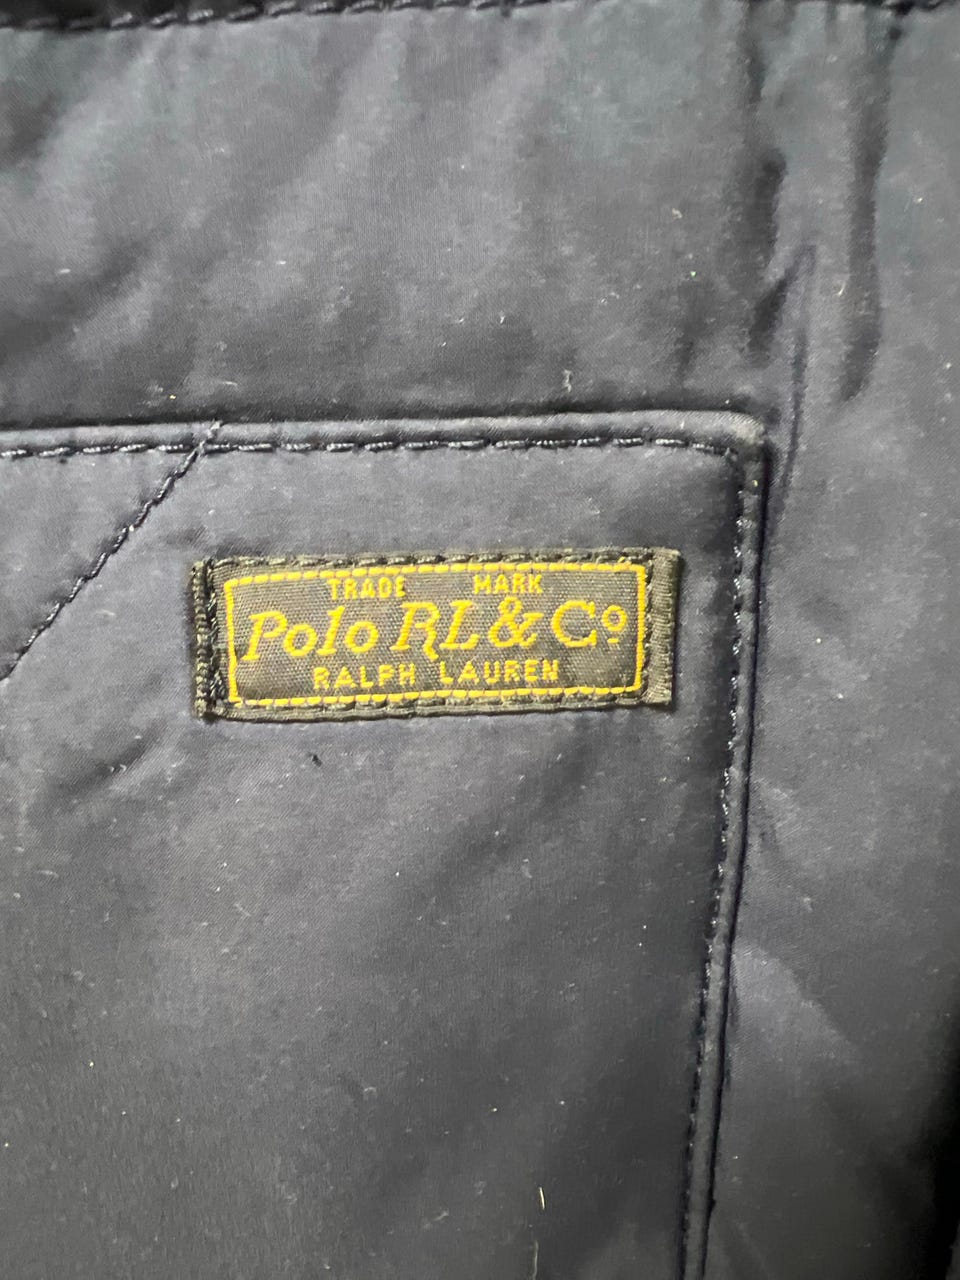 TRADE MARK
Polo RL & Cº
RALPH LAUREN